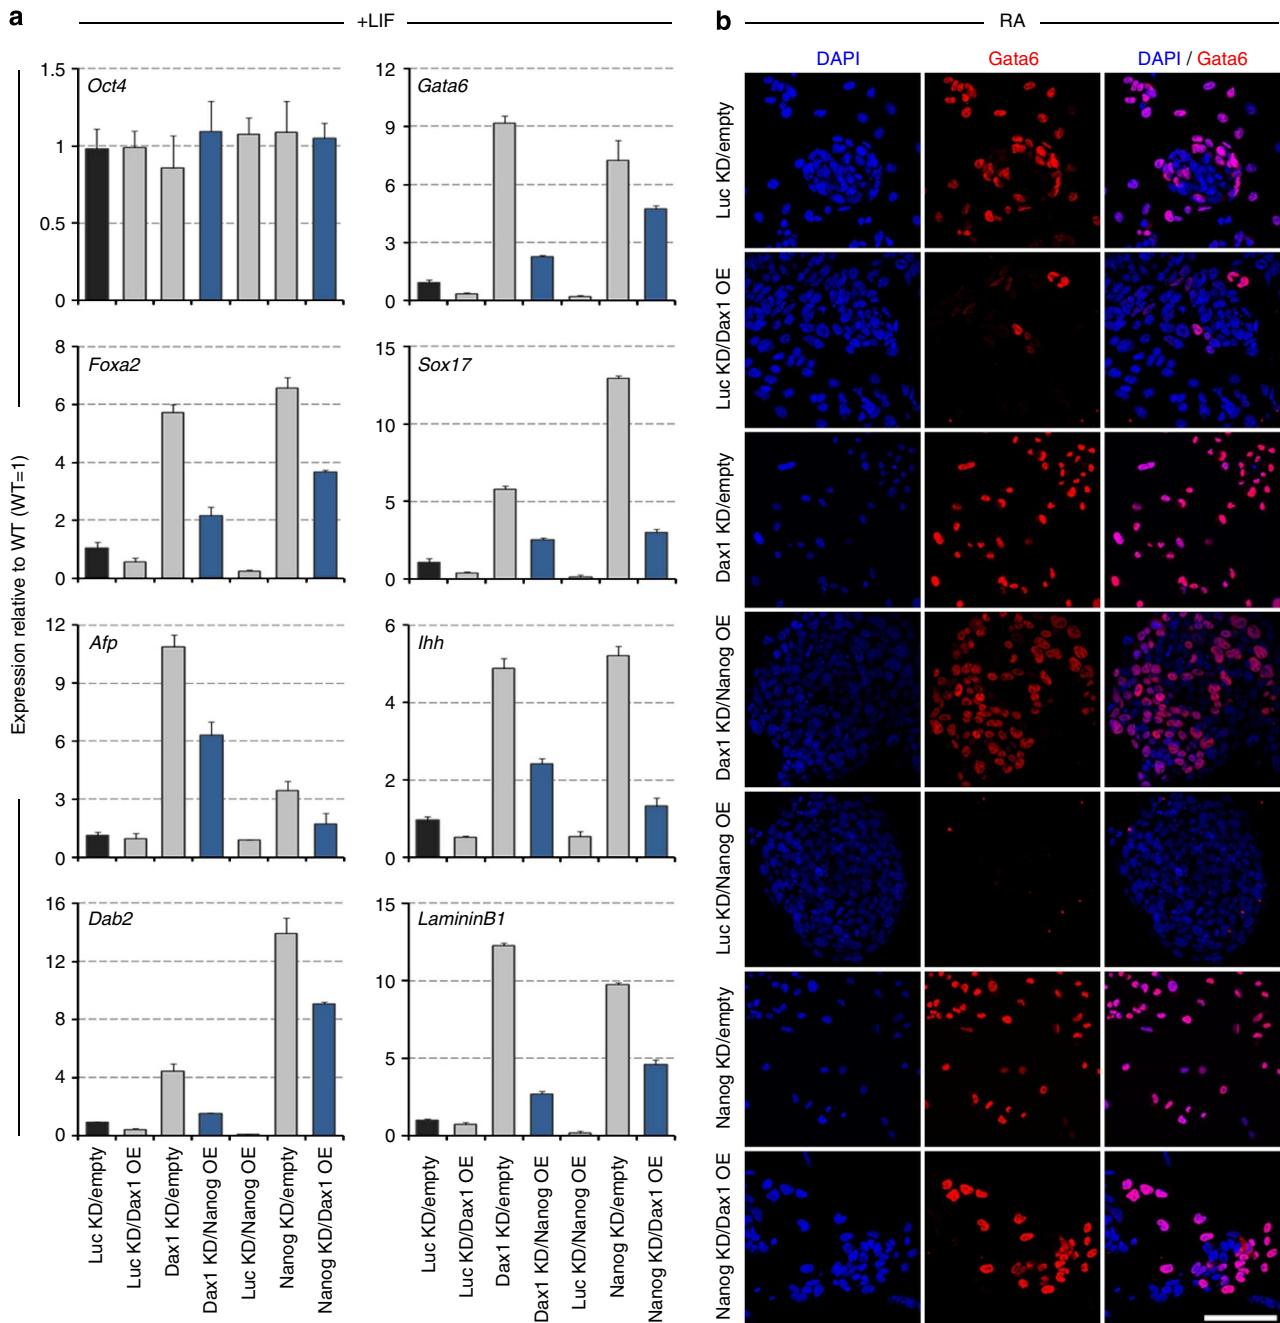 a
+LIF
Expression relative to WT (WT=1)
Oct4
1.5
1
0.5
0
Gata6
12
9
6
3
0
Foxa2
8
6
4
2
0
Sox17
15
10
5
0
Afp
12
9
6
3
0
Ihh
6
4
2
0
Dab2
16
12
8
4
0
LamininB1
15
10
5
0
Luc KD/empty
Luc KD/Dax1 OE
Dax1 KD/empty
Dax1 KD/Nanog OE
Luc KD/Nanog OE
Nanog KD/empty
Nanog KD/Dax1 OE
Luc KD/empty
Luc KD/Dax1 OE
Dax1 KD/empty
Dax1 KD/Nanog OE
Luc KD/Nanog OE
Nanog KD/empty
Nanog KD/Dax1 OE
b
RA
DAPI
Gata6
DAPI / Gata6
Luc KD/empty
Luc KD/Dax1 OE
Dax1 KD/empty
Dax1 KD/Nanog OE
Luc KD/Nanog OE
Nanog KD/empty
Nanog KD/Dax1 OE